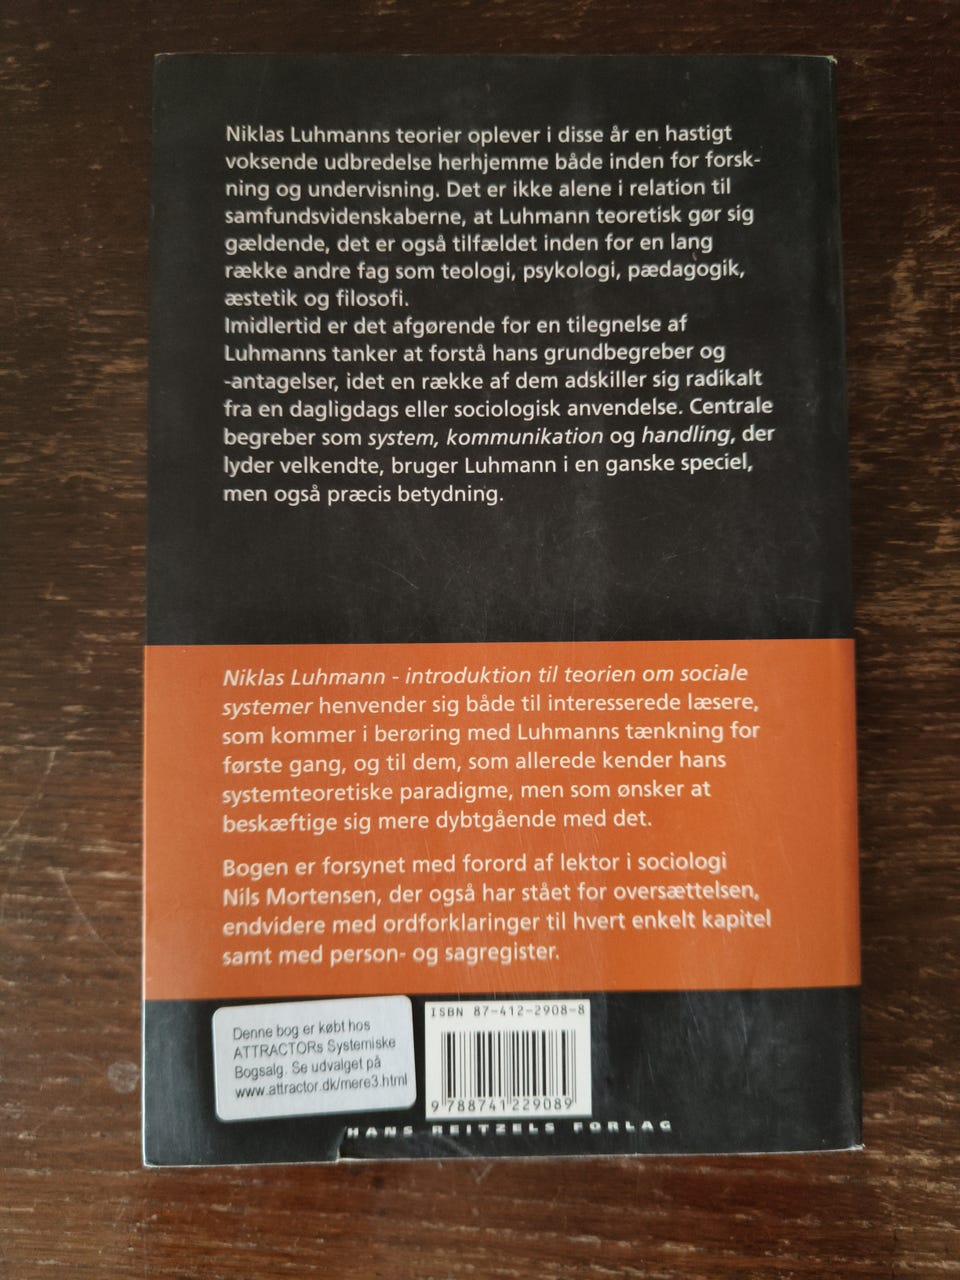 Niklas Luhmanns teorier oplever i disse år en hastigt
voksende udbredelse herhjemme både inden for forsk-
ning og undervisning. Det er ikke alene i relation til
samfundsvidenskaberne, at Luhmann teoretisk gør sig
gældende, det er også tilfældet inden for en lang
række andre fag som teologi, psykologi, pædagogik,
æstetik og filosofi.
Imidlertid er det afgørende for en tilegnelse af
Luhmanns tanker at forstå hans grundbegreber og
-antagelser, idet en række af dem adskiller sig radikalt
fra en dagligdags eller sociologisk anvendelse. Centrale
begreber som system, kommunikation og handling, der
lyder velkendte, bruger Luhmann i en ganske speciel,
men også præcis betydning.
Niklas Luhmann - introduktion til teorien om sociale
systemer henvender sig både til interesserede læsere,
som kommer i berøring med Luhmanns tænkning for
første gang, og til dem, som allerede kender hans
systemteoretiske paradigme, men som ønsker at
beskæftige sig mere dybtgående med det.
Bogen er forsynet med forord af lektor i sociologi
Nils Mortensen, der også har stået for oversættelsen,
endvidere med ordforklaringer til hvert enkelt kapitel
samt med person- og sagregister.
Denne bog er købt hos
ATTRACTORs Systemiske
Bogsalg. Se udvalget på
www.attractor.dk/mere3.html
ISBN 87-412-2908-8
9 788741 229089
HANS REITZELS FORLAG